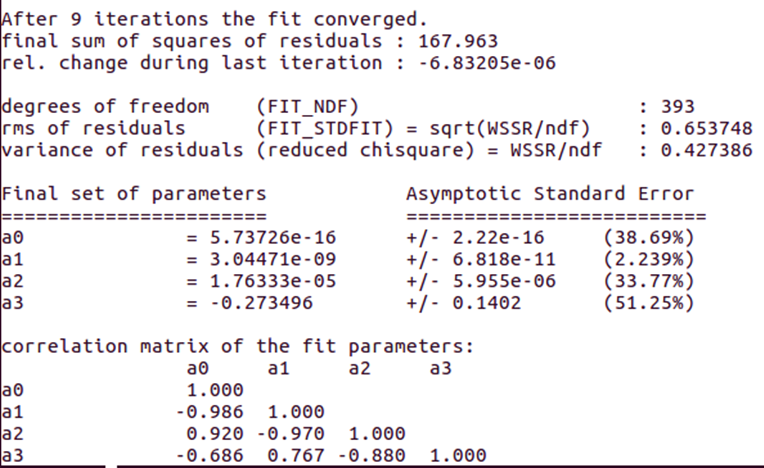 After 9 iterations the fit converged.
final sum of squares of residuals : 167.963
rel. change during last iteration : -6.83205e-06
degrees of freedom    (FIT_NDF)                        : 393
rms of residuals      (FIT_STDFIT) = sqrt(WSSR/ndf)    : 0.653748
variance of residuals (reduced chisquare) = WSSR/ndf   : 0.427386
Final set of parameters            Asymptotic Standard Error
=======================            ==========================
a0              = 5.73726e-16      +/- 2.22e-16     (38.69%)
a1              = 3.04471e-09      +/- 6.818e-11    (2.239%)
a2              = 1.76333e-05      +/- 5.955e-06    (33.77%)
a3              = -0.273496        +/- 0.1402       (51.25%)
correlation matrix of the fit parameters:
                a0     a1     a2     a3
a0              1.000
a1             -0.986  1.000
a2              0.920 -0.970  1.000
a3             -0.686  0.767 -0.880  1.000